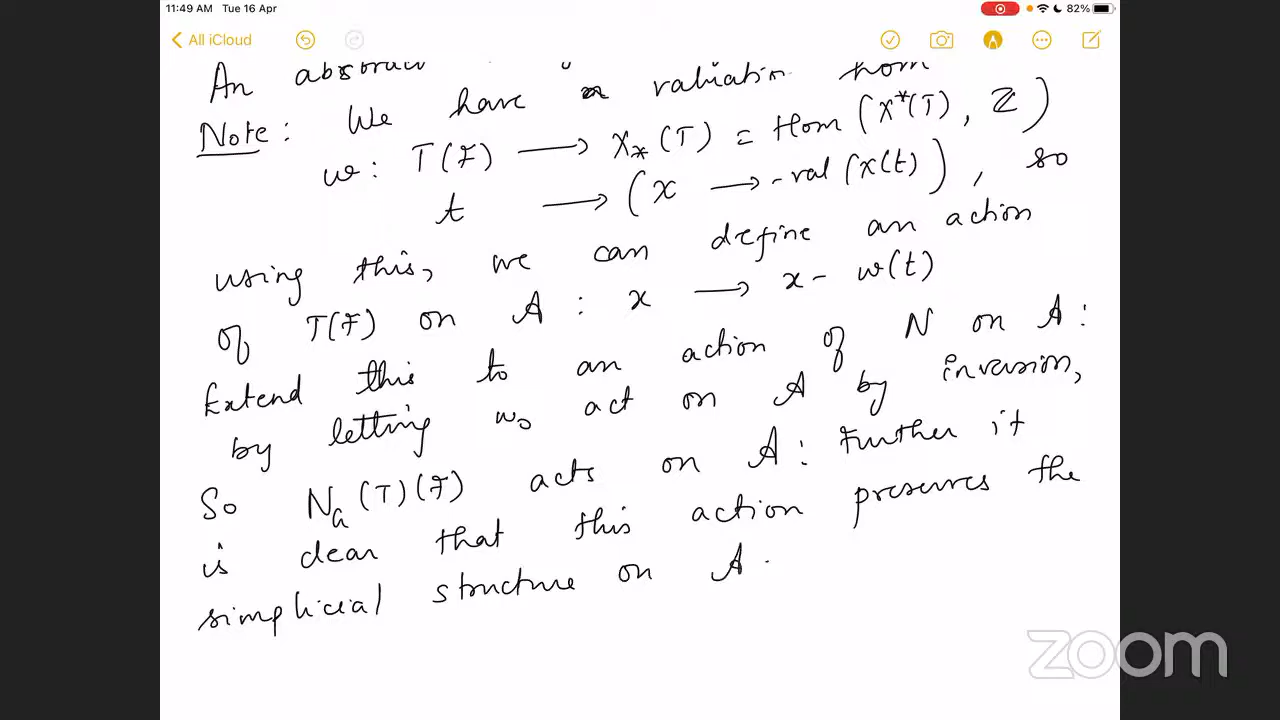 11:49 AM Tue 16 Apr
82%
All iCloud
An abstract
Note: We have a valuation hom
w: T(F) ⟶ X_*(T) = Hom (X^*(T), Z)
t ⟶ (x ⟶ -val (x(t)), so
using this, we can define an action
of T(F) on A : x ⟶ x - w(t)
Extend this to an action of N on A:
by letting w_0 act on A by inversion,
So N_G(T)(F) acts on A: Further it
is clear that this action preserves the
simplicial structure on A.
zoom